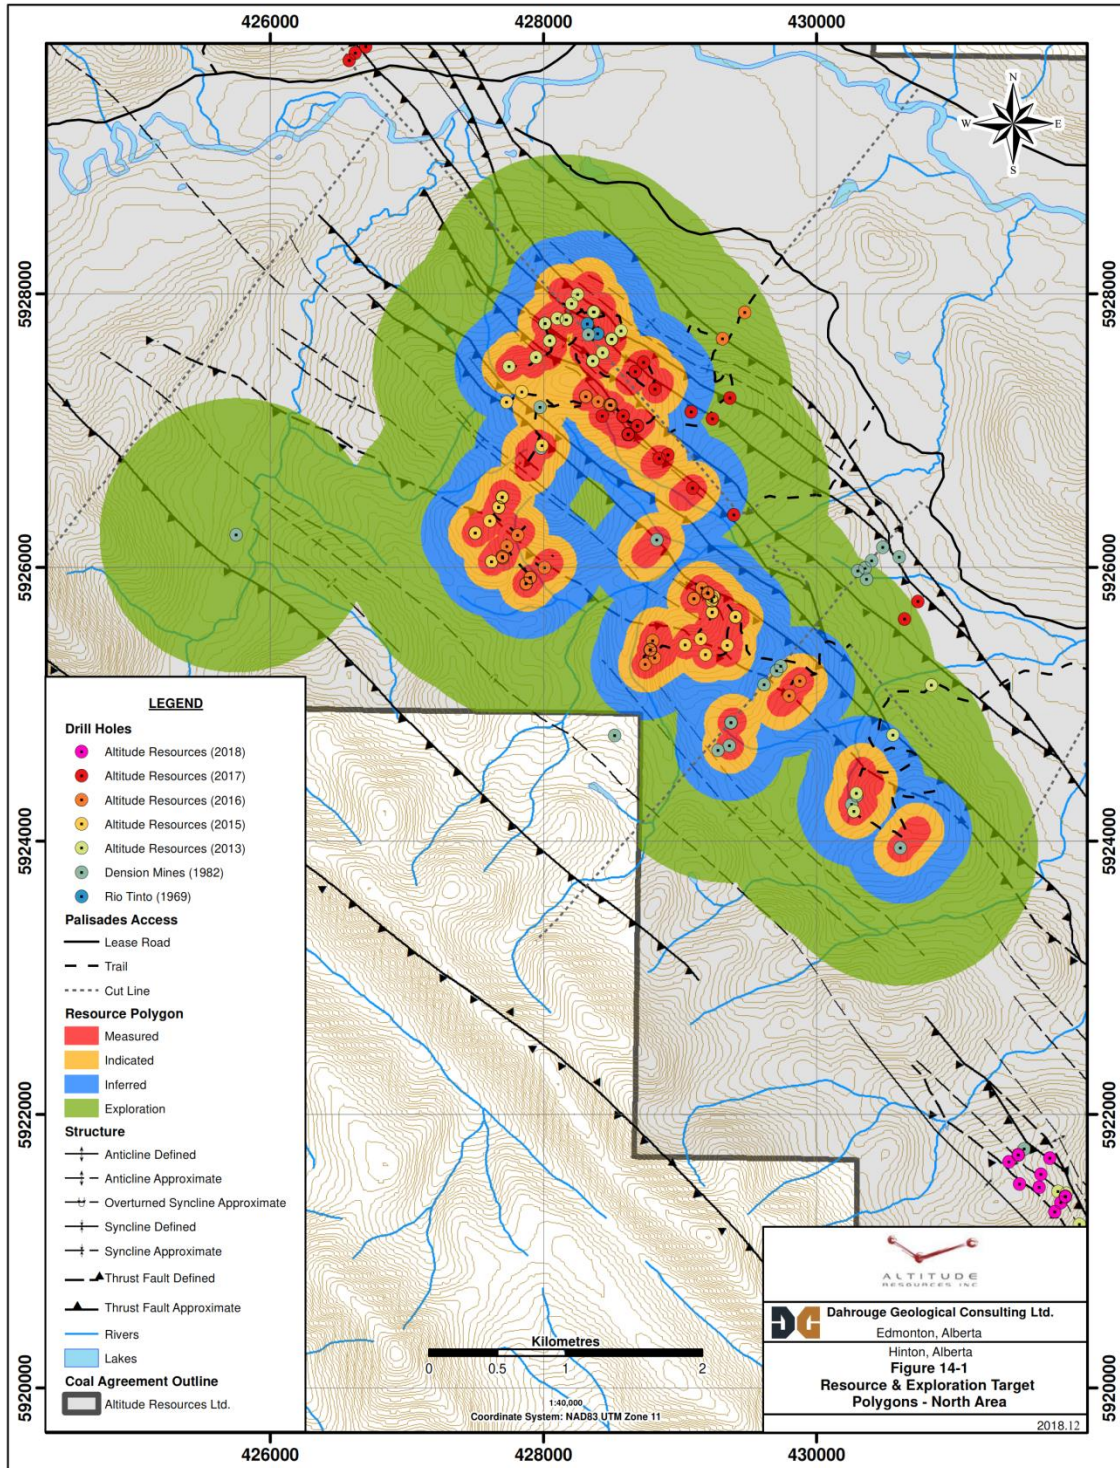 426000 428000 430000
N
W E
S
5928000 5928000
5926000 5926000
5924000 5924000
5922000 5922000
5920000 5920000
LEGEND
Drill Holes
Altitude Resources (2018)
Altitude Resources (2017)
Altitude Resources (2016)
Altitude Resources (2015)
Altitude Resources (2013)
Dension Mines (1982)
Rio Tinto (1969)
Palisades Access
Lease Road
Trail
Cut Line
Resource Polygon
Measured
Indicated
Inferred
Exploration
Structure
Anticline Defined
Anticline Approximate
Overturned Syncline Approximate
Syncline Defined
Syncline Approximate
Thrust Fault Defined
Thrust Fault Approximate
Rivers
Lakes
Coal Agreement Outline
Altitude Resources Ltd.
Kilometres
0 0.5 1 2
1:40,000
Coordinate System: NAD83 UTM Zone 11
ALTITUDE
RESOURCES INC
Dahrouge Geological Consulting Ltd.
Edmonton, Alberta
Hinton, Alberta
Figure 14-1
Resource & Exploration Target
Polygons - North Area
2018.12
426000 428000 430000